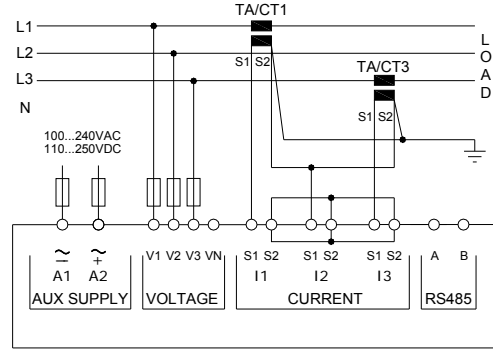 TA/CT1
L1
L2
S1 S2
TA/CT3
L3
N
S1 S2
L
O
A
D
100...240VAC
110...250VDC
~ ~
− +
A1 A2
V1 V2 V3 VN
S1 S2 S1 S2 S1 S2
I1 I2 I3
A B
AUX SUPPLY VOLTAGE CURRENT RS485